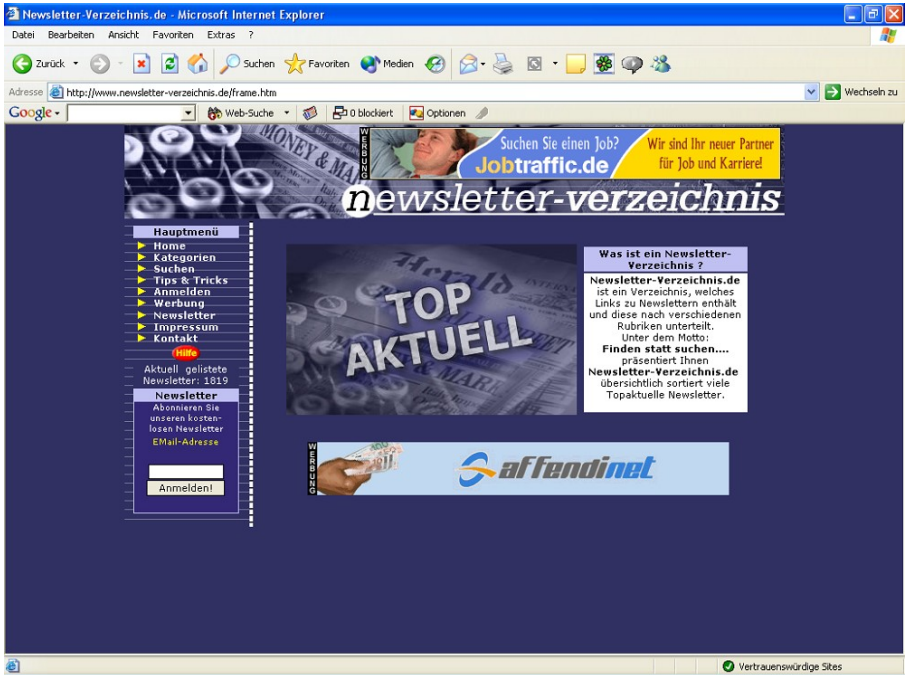 Newsletter-Verzeichnis.de - Microsoft Internet Explorer
Datei Bearbeiten Ansicht Favoriten Extras ?
Zurück Suchen Favoriten Medien
Adresse http://www.newsletter-verzeichnis.de/frame.htm Wechseln zu
Google Web-Suche 0 blockiert Optionen
MONEY & MA
WERBUNG
Suchen Sie einen Job?
Jobtraffic.de
Wir sind Ihr neuer Partner
für Job und Karriere!
newsletter-verzeichnis
Hauptmenü
Home
Kategorien
Suchen
Tips & Tricks
Anmelden
Werbung
Newsletter
Impressum
Kontakt
Hilfe
Aktuell gelistete
Newsletter: 1819
Newsletter
Abonnieren Sie
unseren kosten-
losen Newsletter
EMail-Adresse
Anmelden!
Herald
TOP
AKTUELL
Was ist ein Newsletter-
Verzeichnis ?
Newsletter-Verzeichnis.de
ist ein Verzeichnis, welches
Links zu Newslettern enthält
und diese nach verschiedenen
Rubriken unterteilt.
Unter dem Motto:
Finden statt suchen....
präsentiert Ihnen
Newsletter-Verzeichnis.de
übersichtlich sortiert viele
Topaktuelle Newsletter.
WERBUNG
affendinet
Vertrauenswürdige Sites